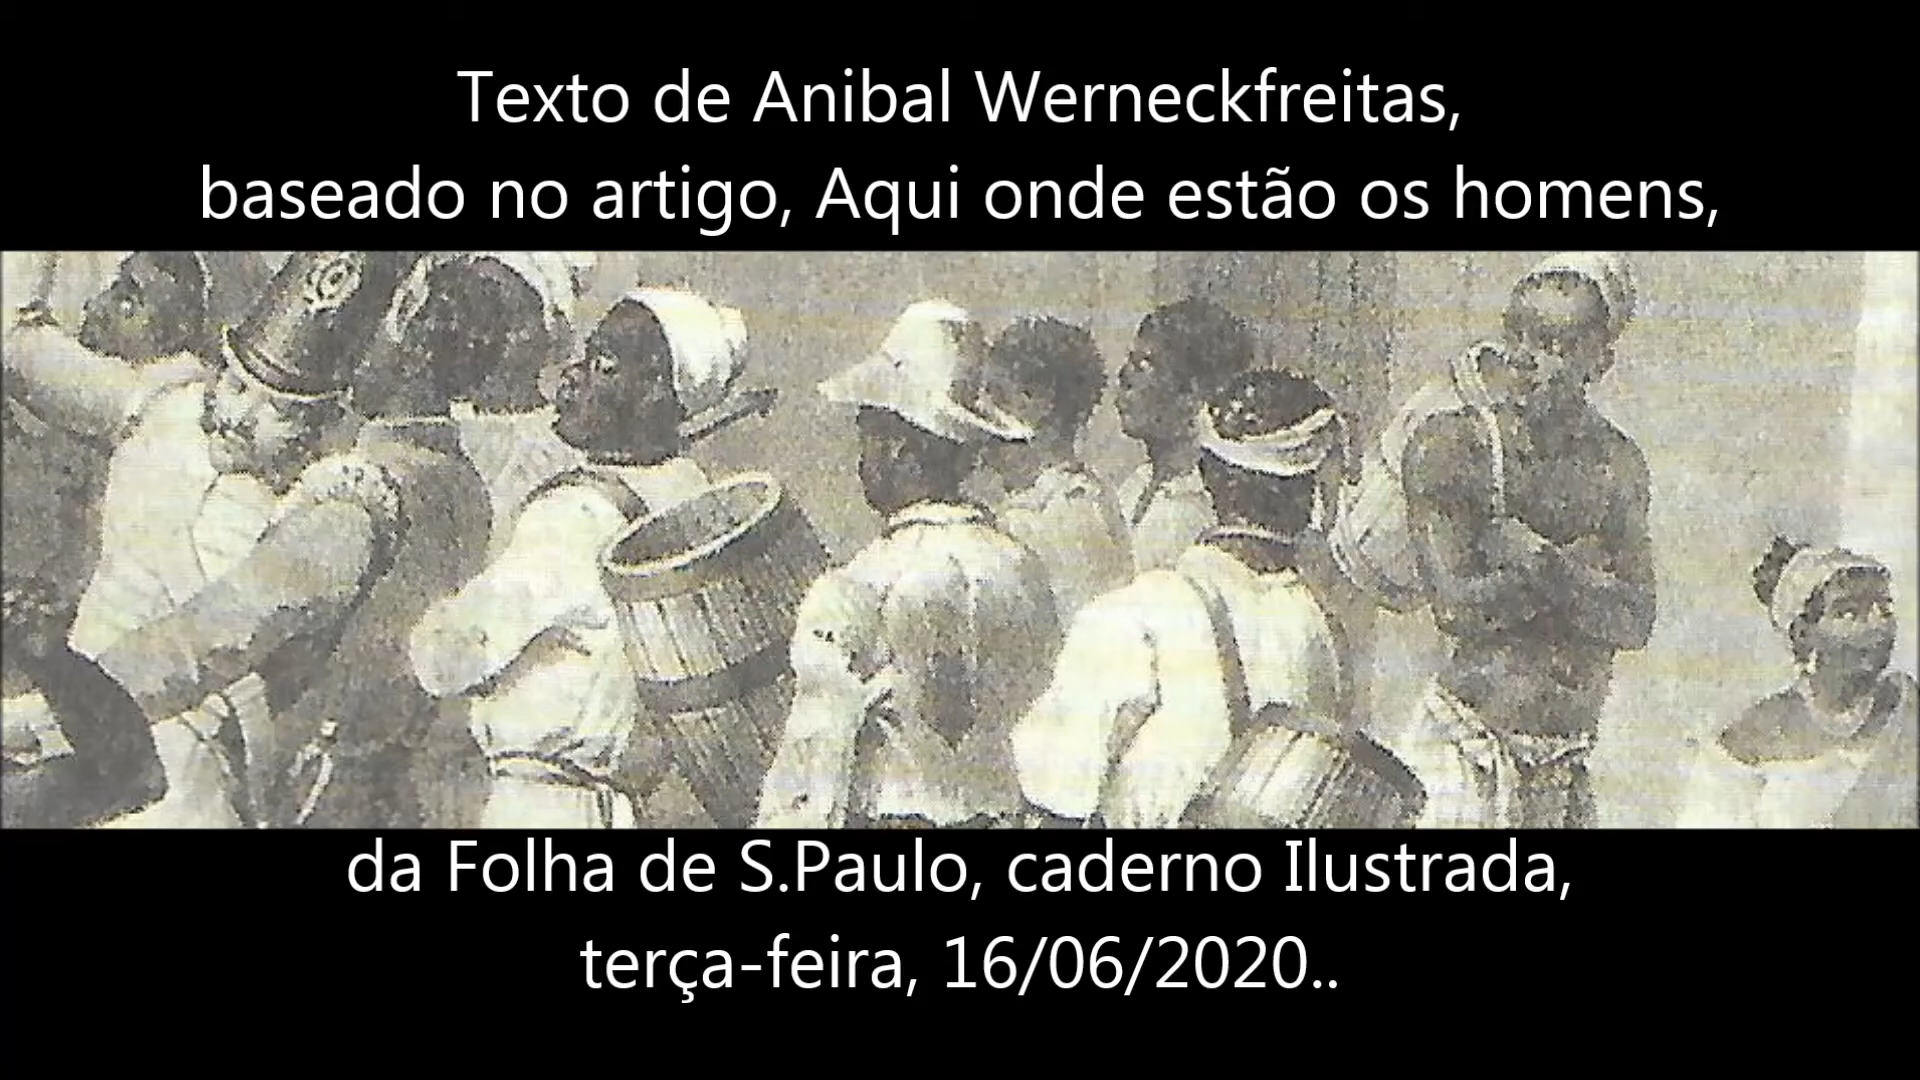 Texto de Anibal Werneckfreitas,
baseado no artigo, Aqui onde estão os homens,
da Folha de S.Paulo, caderno Ilustrada,
terça-feira, 16/06/2020..